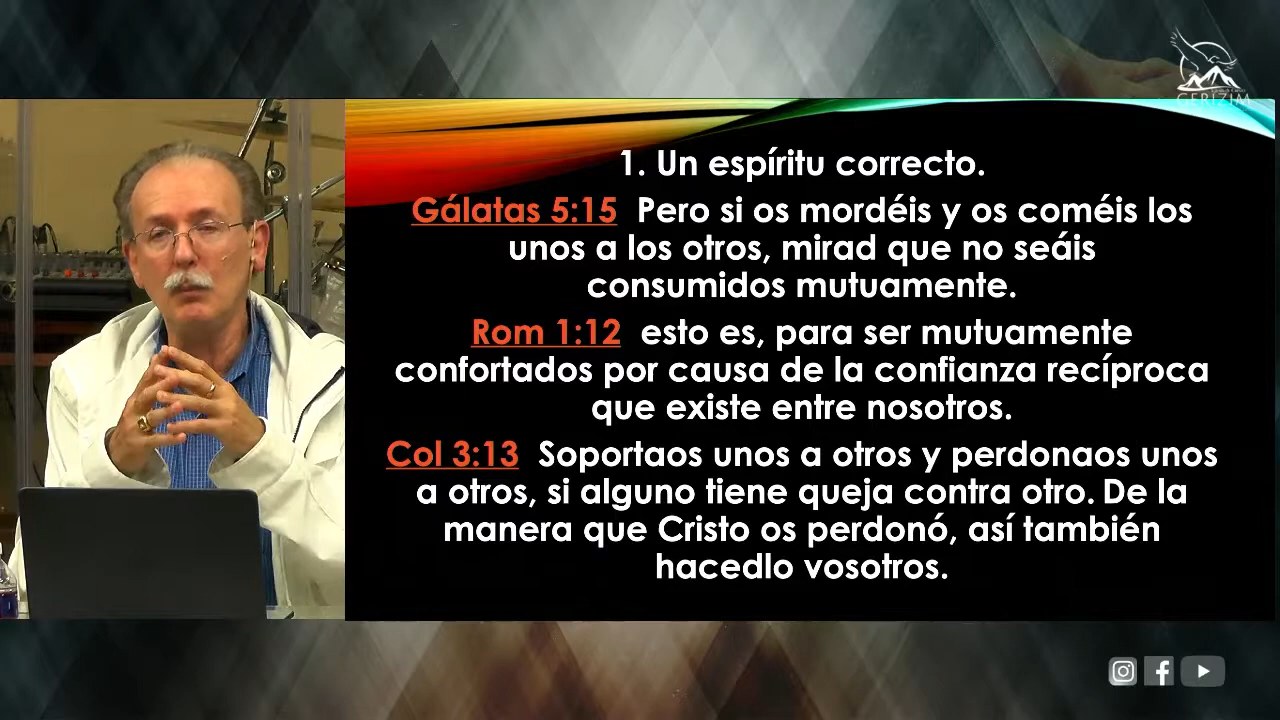 GERIZIM
1. Un espíritu correcto.
Gálatas 5:15 Pero si os mordéis y os coméis los
unos a los otros, mirad que no seáis
consumidos mutuamente.
Rom 1:12 esto es, para ser mutuamente
confortados por causa de la confianza recíproca
que existe entre nosotros.
Col 3:13 Soportaos unos a otros y perdonaos unos
a otros, si alguno tiene queja contra otro. De la
manera que Cristo os perdonó, así también
hacedlo vosotros.